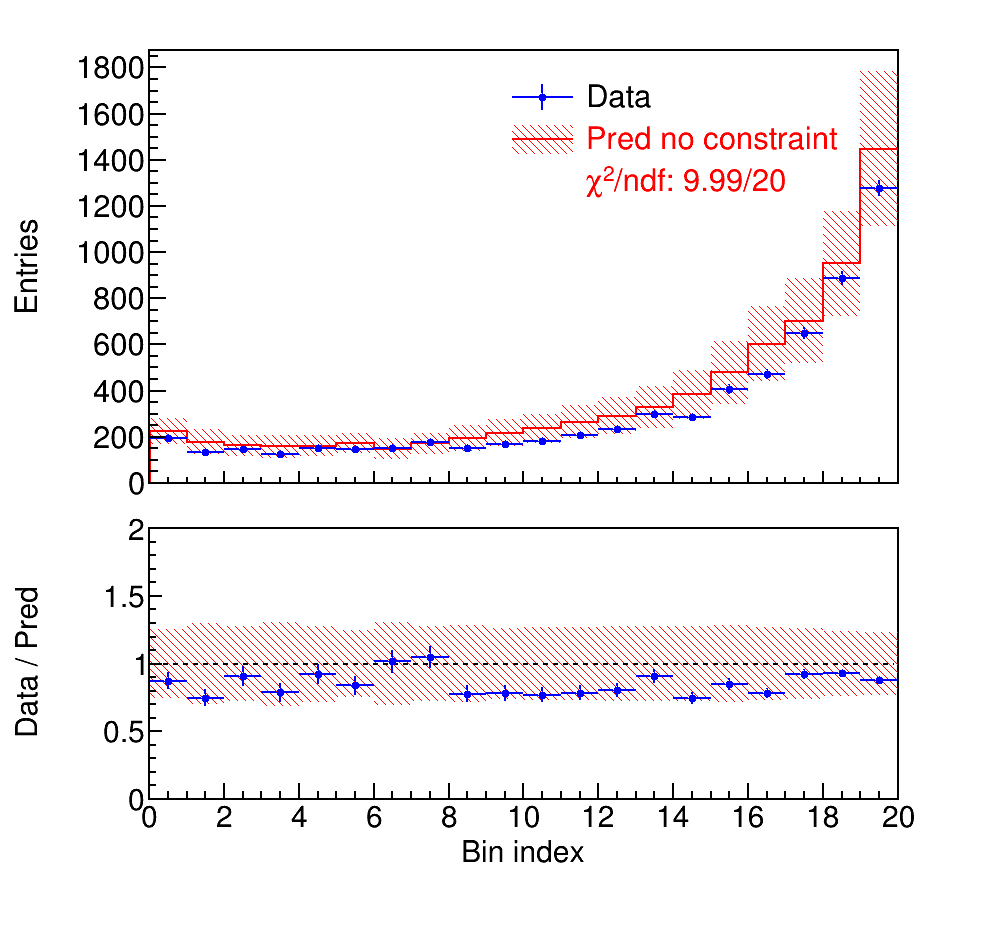 Entries
1800
1600
1400
1200
1000
800
600
400
200
0
Data
Pred no constraint
χ²/ndf: 9.99/20
Data / Pred
2
1.5
1
0.5
0
0 2 4 6 8 10 12 14 16 18 20
Bin index